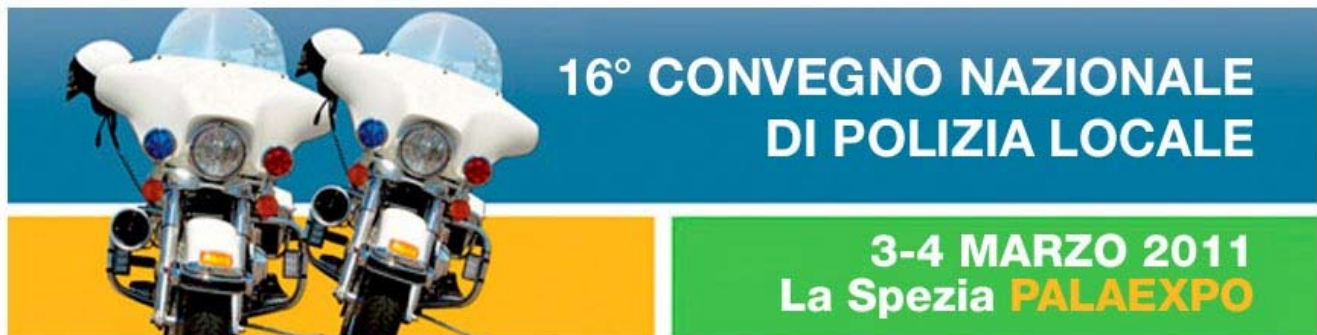 16° CONVEGNO NAZIONALE
DI POLIZIA LOCALE
3-4 MARZO 2011
La Spezia PALAEXPO